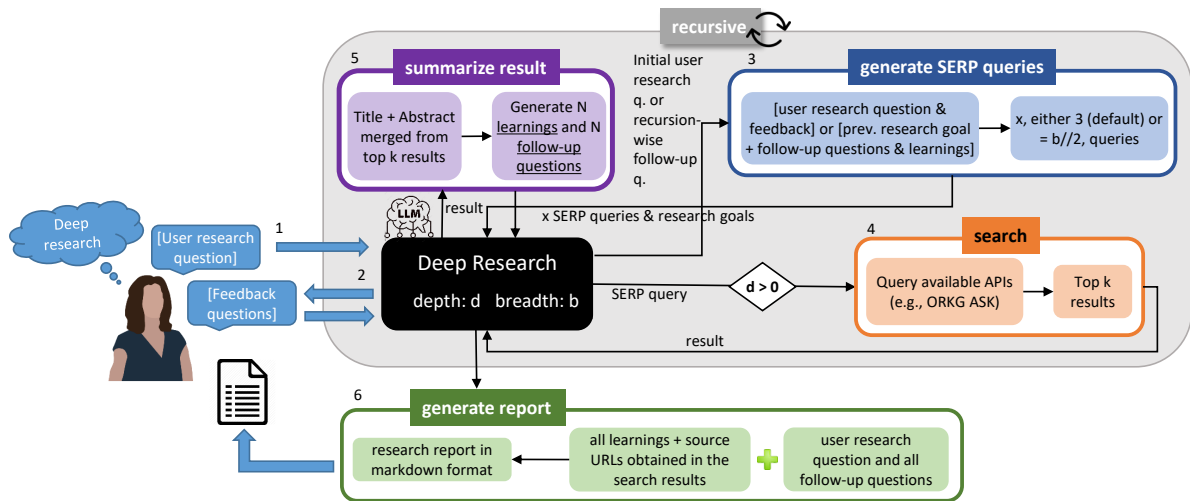 recursive
5
summarize result
Title + Abstract
merged from
top k results
Generate N
learnings and N
follow-up
questions
Initial user
research
q. or
recursion-
wise
follow-up
q.
3
generate SERP queries
[user research question &
feedback] or [prev. research goal
+ follow-up questions & learnings]
x, either 3 (default) or
= b//2, queries
LLM
result
x SERP queries & research goals
Deep
research
[User research
question]
1
2
[Feedback
questions]
Deep Research
depth: d breadth: b
SERP query
d > 0
4
search
Query available APIs
(e.g., ORKG ASK)
Top k
results
result
6
generate report
research report in
markdown format
all learnings + source
URLs obtained in the
search results
user research
question and all
follow-up questions